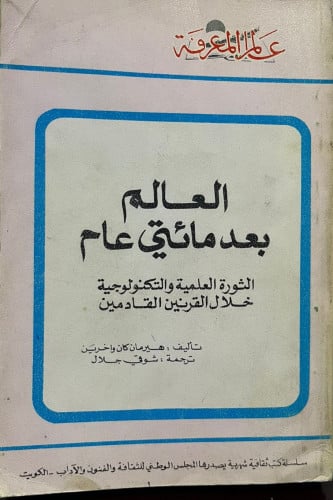 عالم المعرفة
العالم
بعد مائتي عام
الثورة العلمية والتكنولوجية
خلال القرنين القادمين
تأليف : هيرمان كان وآخرين
ترجمة : شوقي جلال
سلسلة كتب ثقافية شهرية يصدرها المجلس الوطني للثقافة والفنون والآداب - الكويت